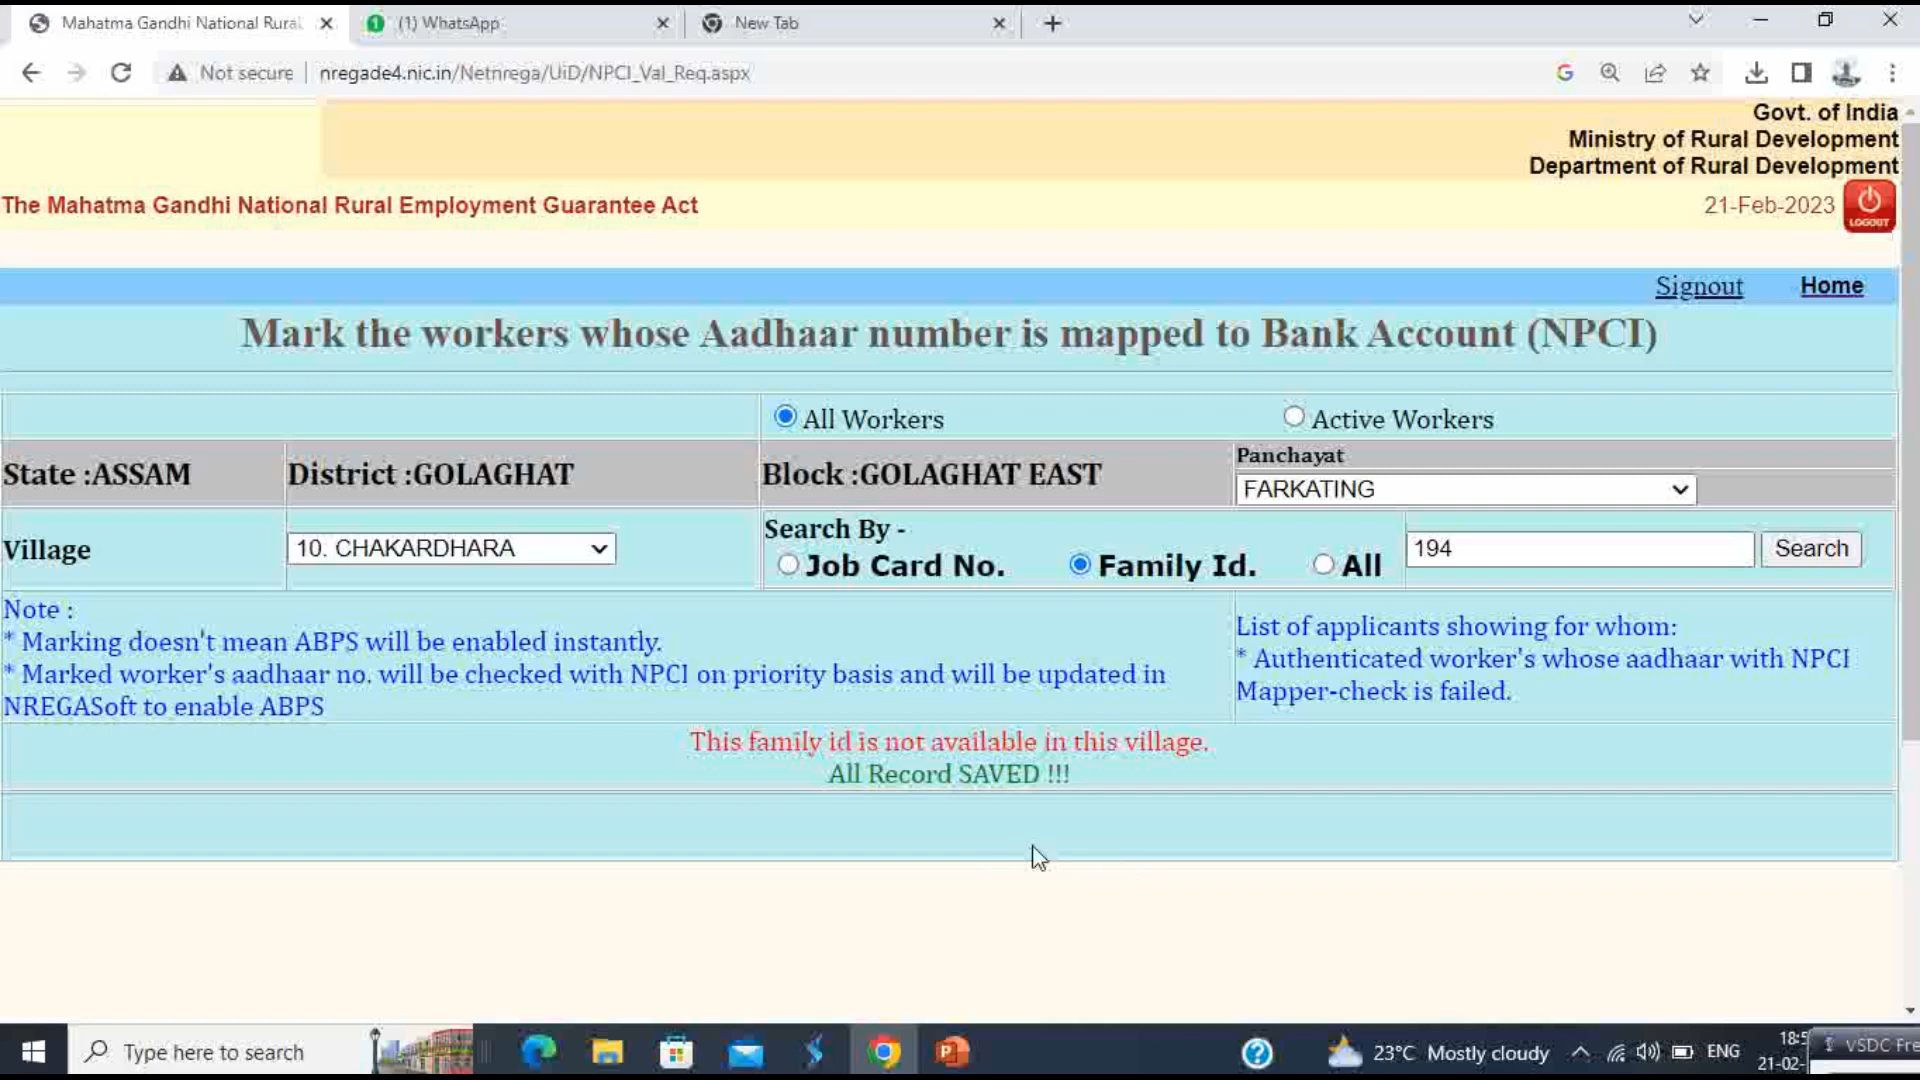 Mahatma Gandhi National Rural
(1) WhatsApp
New Tab
Not secure
nregade4.nic.in/Netnrega/UiD/NPCI_Val_Req.aspx
Govt. of India
Ministry of Rural Development
Department of Rural Development
The Mahatma Gandhi National Rural Employment Guarantee Act
21-Feb-2023
LOGOUT
Signout Home
Mark the workers whose Aadhaar number is mapped to Bank Account (NPCI)
All Workers
Active Workers
State :ASSAM
District :GOLAGHAT
Block :GOLAGHAT EAST
Panchayat
FARKATING
Village
10. CHAKARDHARA
Search By -
Job Card No. Family Id. All
194
Search
Note :
* Marking doesn't mean ABPS will be enabled instantly.
* Marked worker's aadhaar no. will be checked with NPCI on priority basis and will be updated in
NREGASoft to enable ABPS
List of applicants showing for whom:
* Authenticated worker's whose aadhaar with NPCI
Mapper-check is failed.
This family id is not available in this village.
All Record SAVED !!!
Type here to search
23°C Mostly cloudy
ENG
18:5
21-02-
VSDC Fre